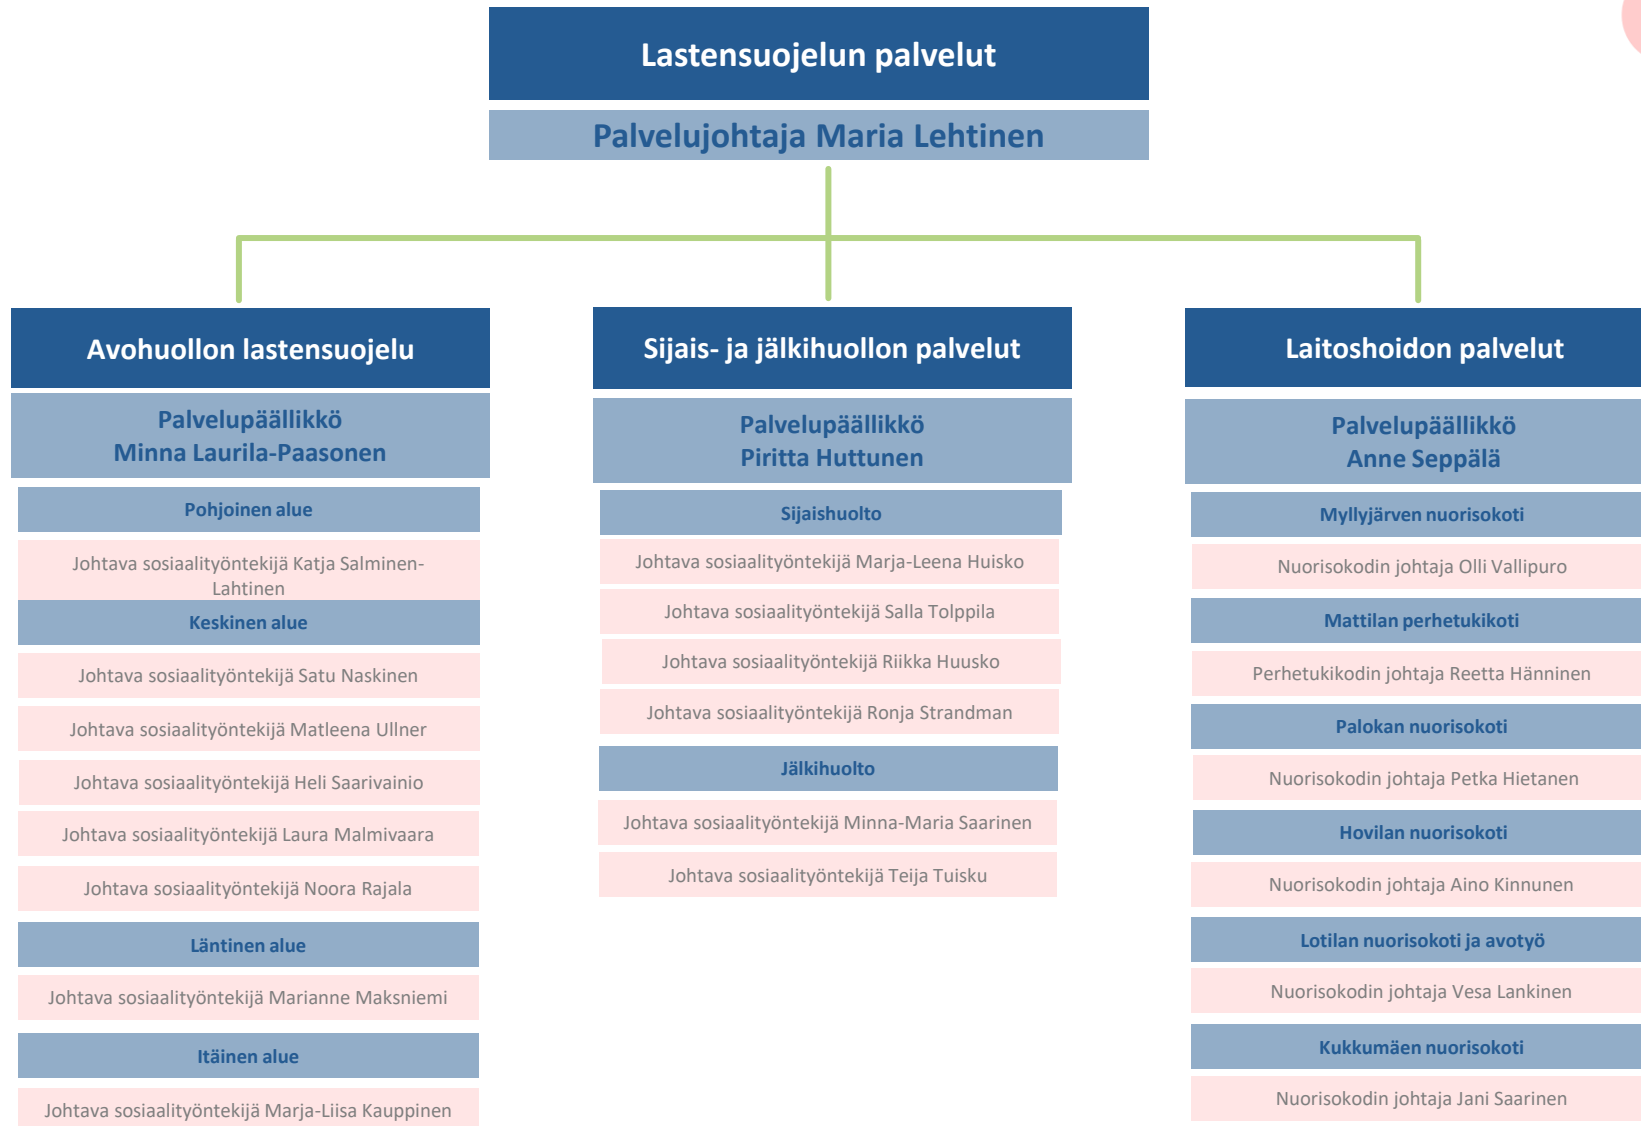 Lastensuojelun palvelut
Palvelujohtaja Maria Lehtinen
Avohuollon lastensuojelu
Palvelupäällikkö
Minna Laurila-Paasonen
Pohjoinen alue
Johtava sosiaalityöntekijä Katja Salminen-
Lahtinen
Keskinen alue
Johtava sosiaalityöntekijä Satu Naskinen
Johtava sosiaalityöntekijä Matleena Ullner
Johtava sosiaalityöntekijä Heli Saarivainio
Johtava sosiaalityöntekijä Laura Malmivaara
Johtava sosiaalityöntekijä Noora Rajala
Läntinen alue
Johtava sosiaalityöntekijä Marianne Maksniemi
Itäinen alue
Johtava sosiaalityöntekijä Marja-Liisa Kauppinen
Sijais- ja jälkihuollon palvelut
Palvelupäällikkö
Piritta Huttunen
Sijaishuolto
Johtava sosiaalityöntekijä Marja-Leena Huisko
Johtava sosiaalityöntekijä Salla Tolppila
Johtava sosiaalityöntekijä Riikka Huusko
Johtava sosiaalityöntekijä Ronja Strandman
Jälkihuolto
Johtava sosiaalityöntekijä Minna-Maria Saarinen
Johtava sosiaalityöntekijä Teija Tuisku
Laitoshoidon palvelut
Palvelupäällikkö
Anne Seppälä
Myllyjärven nuorisokoti
Nuorisokodin johtaja Olli Vallipuro
Mattilan perhetukikoti
Perhetukikodin johtaja Reetta Hänninen
Palokan nuorisokoti
Nuorisokodin johtaja Petka Hietanen
Hovilan nuorisokoti
Nuorisokodin johtaja Aino Kinnunen
Lotilan nuorisokoti ja avotyö
Nuorisokodin johtaja Vesa Lankinen
Kukkumäen nuorisokoti
Nuorisokodin johtaja Jani Saarinen